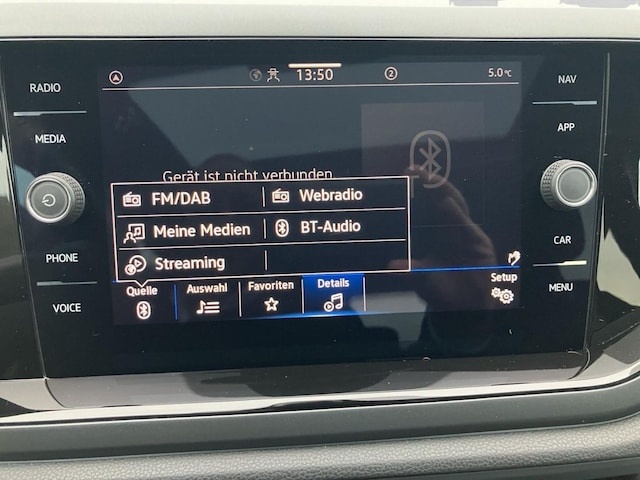 RADIO
MEDIA
PHONE
VOICE
13:50
2
5.0°C
Gerät ist nicht verbunden
FM/DAB
Webradio
Meine Medien
BT-Audio
Streaming
Quelle
Auswahl
Favoriten
Details
Setup
NAV
APP
CAR
MENU